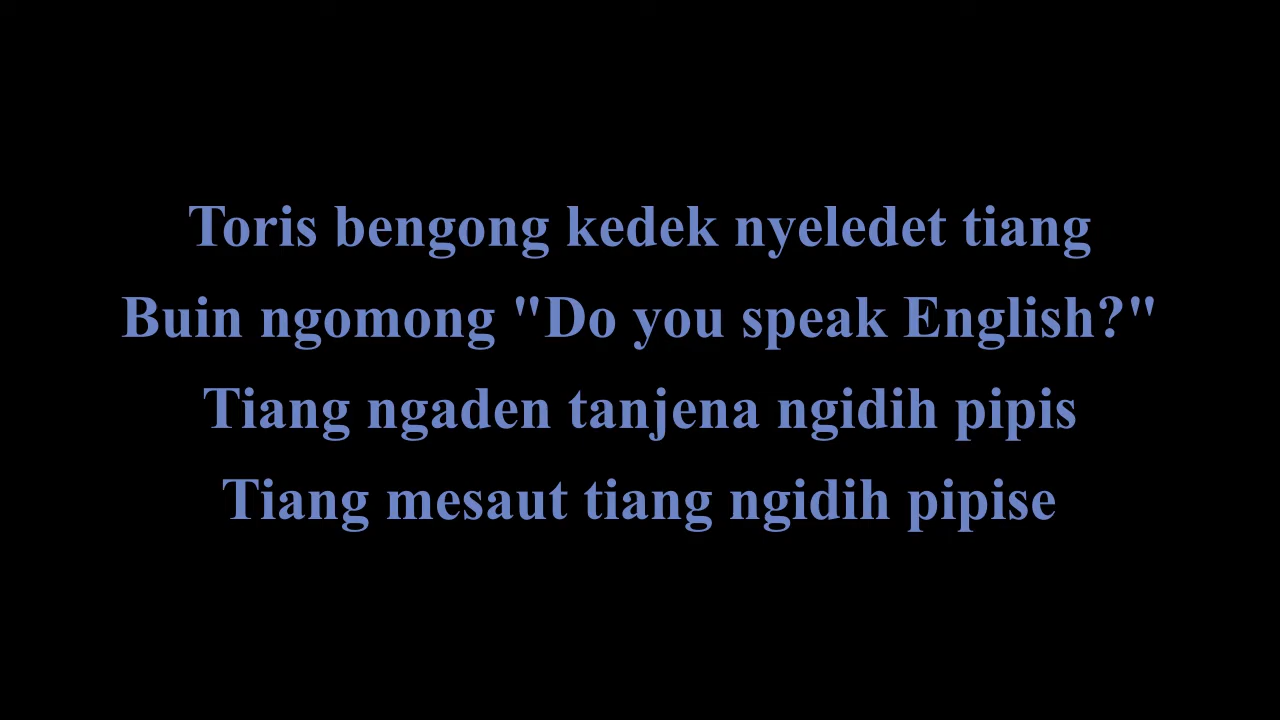 Toris bengong kedek nyeledet tiang
Buin ngomong "Do you speak English?"
Tiang ngaden tanjena ngidih pipis
Tiang mesaut tiang ngidih pipise